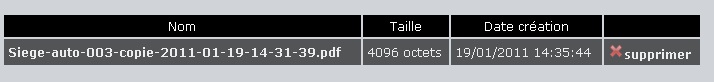 Nom Taille Date création
Siege-auto-003-copie-2011-01-19-14-31-39.pdf 4096 octets 19/01/2011 14:35:44 supprimer